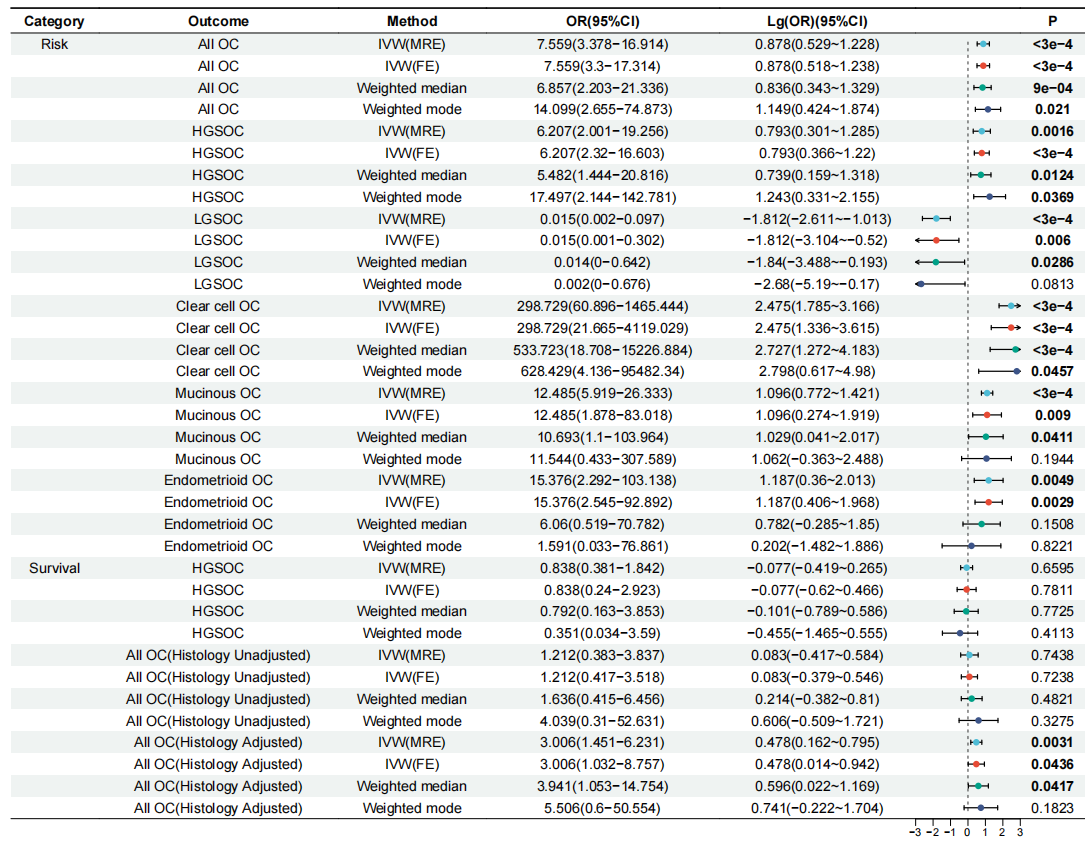 Category Outcome Method OR(95%CI) Lg(OR)(95%CI) P
Risk All OC IVW(MRE) 7.559(3.378−16.914) 0.878(0.529~1.228) <3e−4
All OC IVW(FE) 7.559(3.3−17.314) 0.878(0.518~1.238) <3e−4
All OC Weighted median 6.857(2.203−21.336) 0.836(0.343~1.329) 9e−04
All OC Weighted mode 14.099(2.655−74.873) 1.149(0.424~1.874) 0.021
HGSOC IVW(MRE) 6.207(2.001−19.256) 0.793(0.301~1.285) 0.0016
HGSOC IVW(FE) 6.207(2.32−16.603) 0.793(0.366~1.22) <3e−4
HGSOC Weighted median 5.482(1.444−20.816) 0.739(0.159~1.318) 0.0124
HGSOC Weighted mode 17.497(2.144−142.781) 1.243(0.331~2.155) 0.0369
LGSOC IVW(MRE) 0.015(0.002−0.097) −1.812(−2.611~−1.013) <3e−4
LGSOC IVW(FE) 0.015(0.001−0.302) −1.812(−3.104~−0.52) 0.006
LGSOC Weighted median 0.014(0−0.642) −1.84(−3.488~−0.193) 0.0286
LGSOC Weighted mode 0.002(0−0.676) −2.68(−5.19~−0.17) 0.0813
Clear cell OC IVW(MRE) 298.729(60.896−1465.444) 2.475(1.785~3.166) <3e−4
Clear cell OC IVW(FE) 298.729(21.665−4119.029) 2.475(1.336~3.615) <3e−4
Clear cell OC Weighted median 533.723(18.708−15226.884) 2.727(1.272~4.183) <3e−4
Clear cell OC Weighted mode 628.429(4.136−95482.34) 2.798(0.617~4.98) 0.0457
Mucinous OC IVW(MRE) 12.485(5.919−26.333) 1.096(0.772~1.421) <3e−4
Mucinous OC IVW(FE) 12.485(1.878−83.018) 1.096(0.274~1.919) 0.009
Mucinous OC Weighted median 10.693(1.1−103.964) 1.029(0.041~2.017) 0.0411
Mucinous OC Weighted mode 11.544(0.433−307.589) 1.062(−0.363~2.488) 0.1944
Endometrioid OC IVW(MRE) 15.376(2.292−103.138) 1.187(0.36~2.013) 0.0049
Endometrioid OC IVW(FE) 15.376(2.545−92.892) 1.187(0.406~1.968) 0.0029
Endometrioid OC Weighted median 6.06(0.519−70.782) 0.782(−0.285~1.85) 0.1508
Endometrioid OC Weighted mode 1.591(0.033−76.861) 0.202(−1.482~1.886) 0.8221
Survival HGSOC IVW(MRE) 0.838(0.381−1.842) −0.077(−0.419~0.265) 0.6595
HGSOC IVW(FE) 0.838(0.24−2.923) −0.077(−0.62~0.466) 0.7811
HGSOC Weighted median 0.792(0.163−3.853) −0.101(−0.789~0.586) 0.7725
HGSOC Weighted mode 0.351(0.034−3.59) −0.455(−1.465~0.555) 0.4113
All OC(Histology Unadjusted) IVW(MRE) 1.212(0.383−3.837) 0.083(−0.417~0.584) 0.7438
All OC(Histology Unadjusted) IVW(FE) 1.212(0.417−3.518) 0.083(−0.379~0.546) 0.7238
All OC(Histology Unadjusted) Weighted median 1.636(0.415−6.456) 0.214(−0.382~0.81) 0.4821
All OC(Histology Unadjusted) Weighted mode 4.039(0.31−52.631) 0.606(−0.509~1.721) 0.3275
All OC(Histology Adjusted) IVW(MRE) 3.006(1.451−6.231) 0.478(0.162~0.795) 0.0031
All OC(Histology Adjusted) IVW(FE) 3.006(1.032−8.757) 0.478(0.014~0.942) 0.0436
All OC(Histology Adjusted) Weighted median 3.941(1.053−14.754) 0.596(0.022~1.169) 0.0417
All OC(Histology Adjusted) Weighted mode 5.506(0.6−50.554) 0.741(−0.222~1.704) 0.1823
−3 −2 −1 0 1 2 3